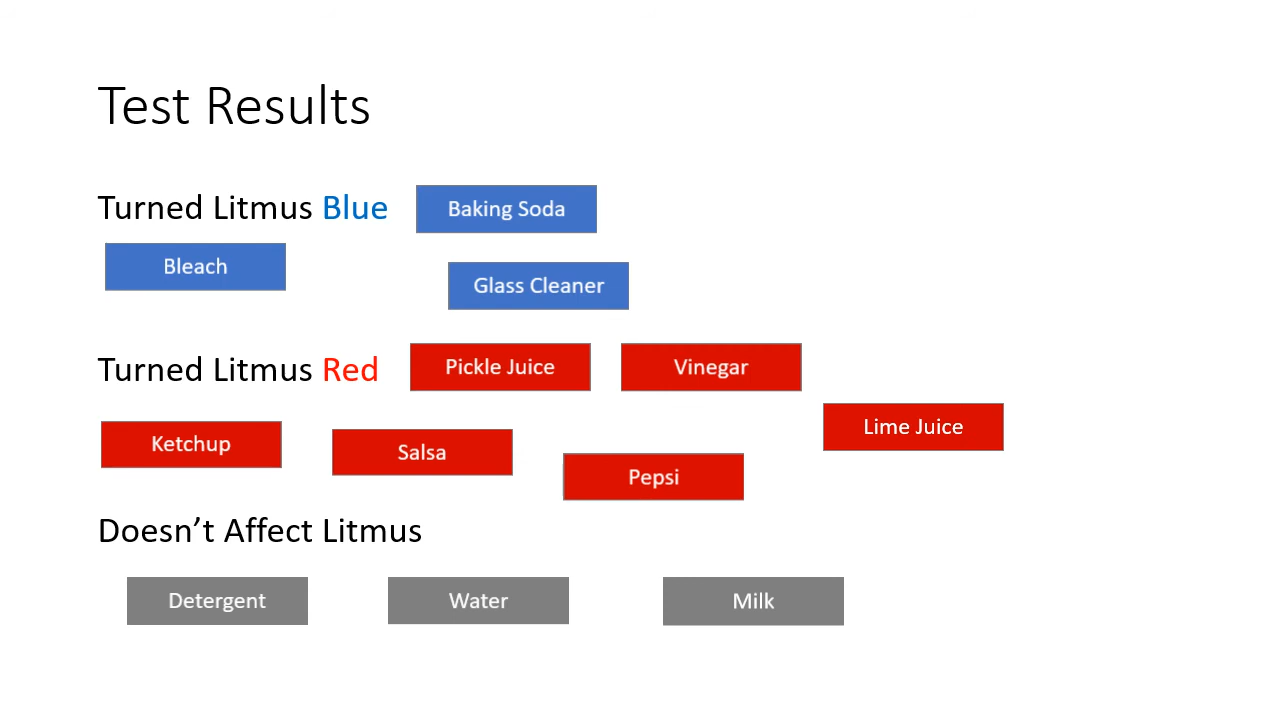 Test Results
Turned Litmus Blue
Baking Soda
Bleach
Glass Cleaner
Turned Litmus Red
Pickle Juice
Vinegar
Lime Juice
Ketchup
Salsa
Pepsi
Doesn’t Affect Litmus
Detergent
Water
Milk